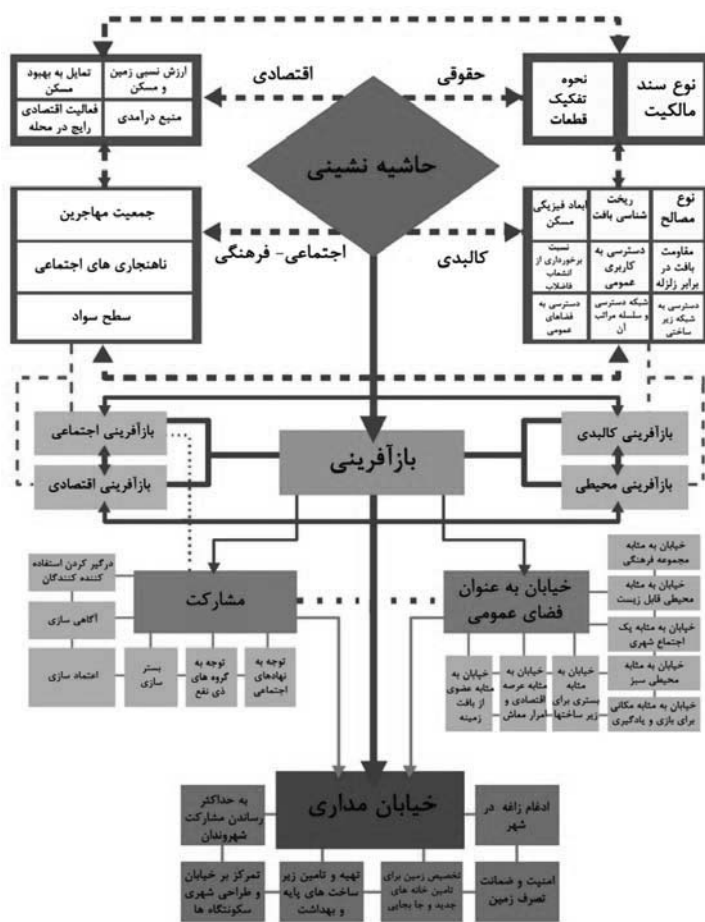 حقوقی
اقتصادی
نوع سند
مالکیت
نحوه
تفکیک
قطعات
ارزش نسبی زمین
و مسکن
تمایل به بهبود
مسکن
منبع درآمدی
فعالیت اقتصادی
رایج در محله
حاشیه نشینی
کالبدی
اجتماعی- فرهنگی
نوع
مصالح
ریخت
شناسی بافت
ابعاد فیزیکی
مسکن
مقاومت
بافت در
برابر زلزله
دسترسی به
کاربری
عمومی
نسبت
برخورداری از
انشعاب
فاضلاب
دسترسی به
شبکه زیر
ساختی
شبکه دسترسی
و سلسله مراتب
آن
دسترسی به
فضاهای
عمومی
جمعیت مهاجرین
ناهنجاری های اجتماعی
سطح سواد
بازآفرینی کالبدی
بازآفرینی محیطی
بازآفرینی
بازآفرینی اجتماعی
بازآفرینی اقتصادی
خیابان به عنوان
فضای عمومی
خیابان به مثابه
مجموعه فرهنگی
خیابان به مثابه
محیطی قابل زیست
خیابان به مثابه یک
اجتماع شهری
خیابان به مثابه
محیطی سبز
خیابان به مثابه مکانی
برای بازی و یادگیری
خیابان به
مثابه
بستری برای
زیر ساختها
خیابان به
مثابه عرصه
اقتصادی و
امرار معاش
خیابان به
مثابه عضوی
از بافت
زمینه
مشارکت
درگیر کردن استفاده
کننده کنندگان
آگاهی سازی
اعتماد سازی
توجه به
نهادهای
اجتماعی
توجه به
گروه های
ذی نفع
بستر
سازی
خیابان مداری
ادغام زاغه در
شهر
امنیت و ضمانت
تصرف زمین
تخصیص زمین برای
تامین خانه های
جدید و جا بجایی
تهیه و تامین زیر
ساخت های پایه
و بهداشت
تمرکز بر خیابان
و طراحی شهری
سکونتگاه ها
به حداکثر
رساندن مشارکت
شهروندان